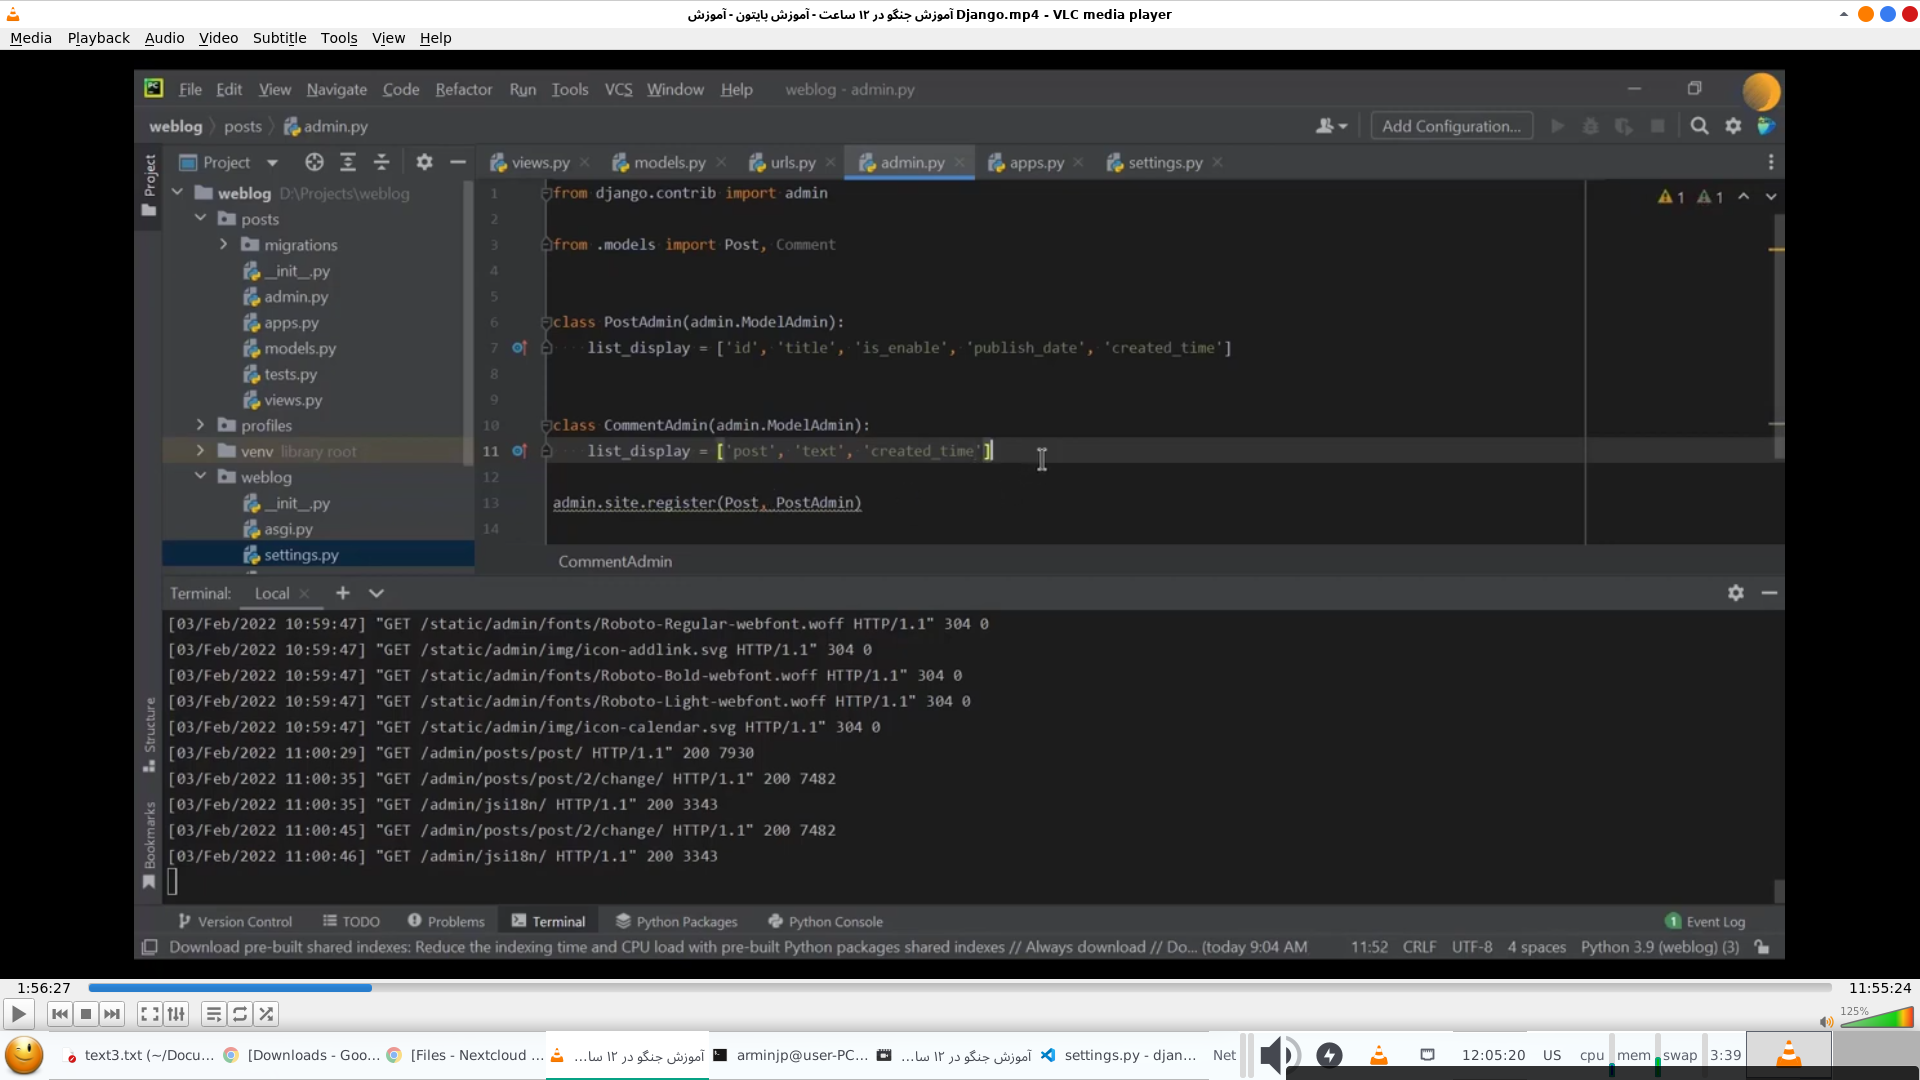 آموزش جنگو در ۱۲ ساعت - آموزش پایتون - آموزش Django.mp4 - VLC media player
Media Playback Audio Video Subtitle Tools View Help
File Edit View Navigate Code Refactor Run Tools VCS Window Help weblog - admin.py
weblog posts admin.py Add Configuration...
Project views.py models.py urls.py admin.py apps.py settings.py
Project
weblog D:\Projects\weblog
posts
migrations
__init__.py
admin.py
apps.py
models.py
tests.py
views.py
profiles
venv library root
weblog
__init__.py
asgi.py
settings.py
1 from django.contrib import admin
2
3 from .models import Post, Comment
4
5
6 class PostAdmin(admin.ModelAdmin):
7 list_display = ['id', 'title', 'is_enable', 'publish_date', 'created_time']
8
9
10 class CommentAdmin(admin.ModelAdmin):
11 list_display = ['post', 'text', 'created_time']
12
13 admin.site.register(Post, PostAdmin)
14
1 1
CommentAdmin
Terminal: Local
[03/Feb/2022 10:59:47] "GET /static/admin/fonts/Roboto-Regular-webfont.woff HTTP/1.1" 304 0
[03/Feb/2022 10:59:47] "GET /static/admin/img/icon-addlink.svg HTTP/1.1" 304 0
[03/Feb/2022 10:59:47] "GET /static/admin/fonts/Roboto-Bold-webfont.woff HTTP/1.1" 304 0
[03/Feb/2022 10:59:47] "GET /static/admin/fonts/Roboto-Light-webfont.woff HTTP/1.1" 304 0
[03/Feb/2022 10:59:47] "GET /static/admin/img/icon-calendar.svg HTTP/1.1" 304 0
[03/Feb/2022 11:00:29] "GET /admin/posts/post/ HTTP/1.1" 200 7930
[03/Feb/2022 11:00:35] "GET /admin/posts/post/2/change/ HTTP/1.1" 200 7482
[03/Feb/2022 11:00:35] "GET /admin/jsi18n/ HTTP/1.1" 200 3343
[03/Feb/2022 11:00:45] "GET /admin/posts/post/2/change/ HTTP/1.1" 200 7482
[03/Feb/2022 11:00:46] "GET /admin/jsi18n/ HTTP/1.1" 200 3343
Structure
Bookmarks
Version Control TODO Problems Terminal Python Packages Python Console 1 Event Log
Download pre-built shared indexes: Reduce the indexing time and CPU load with pre-built Python packages shared indexes // Always download // Do... (today 9:04 AM 11:52 CRLF UTF-8 4 spaces Python 3.9 (weblog) (3)
1:56:27 11:55:24
125%
text3.txt (~/Docu... [Downloads - Goo... [Files - Nextcloud ... آموزش جنگو در ۱۲ سا... arminjp@user-PC... آموزش جنگو در ۱۲ سا... settings.py - djan... Net 12:05:20 US cpu mem swap 3:39